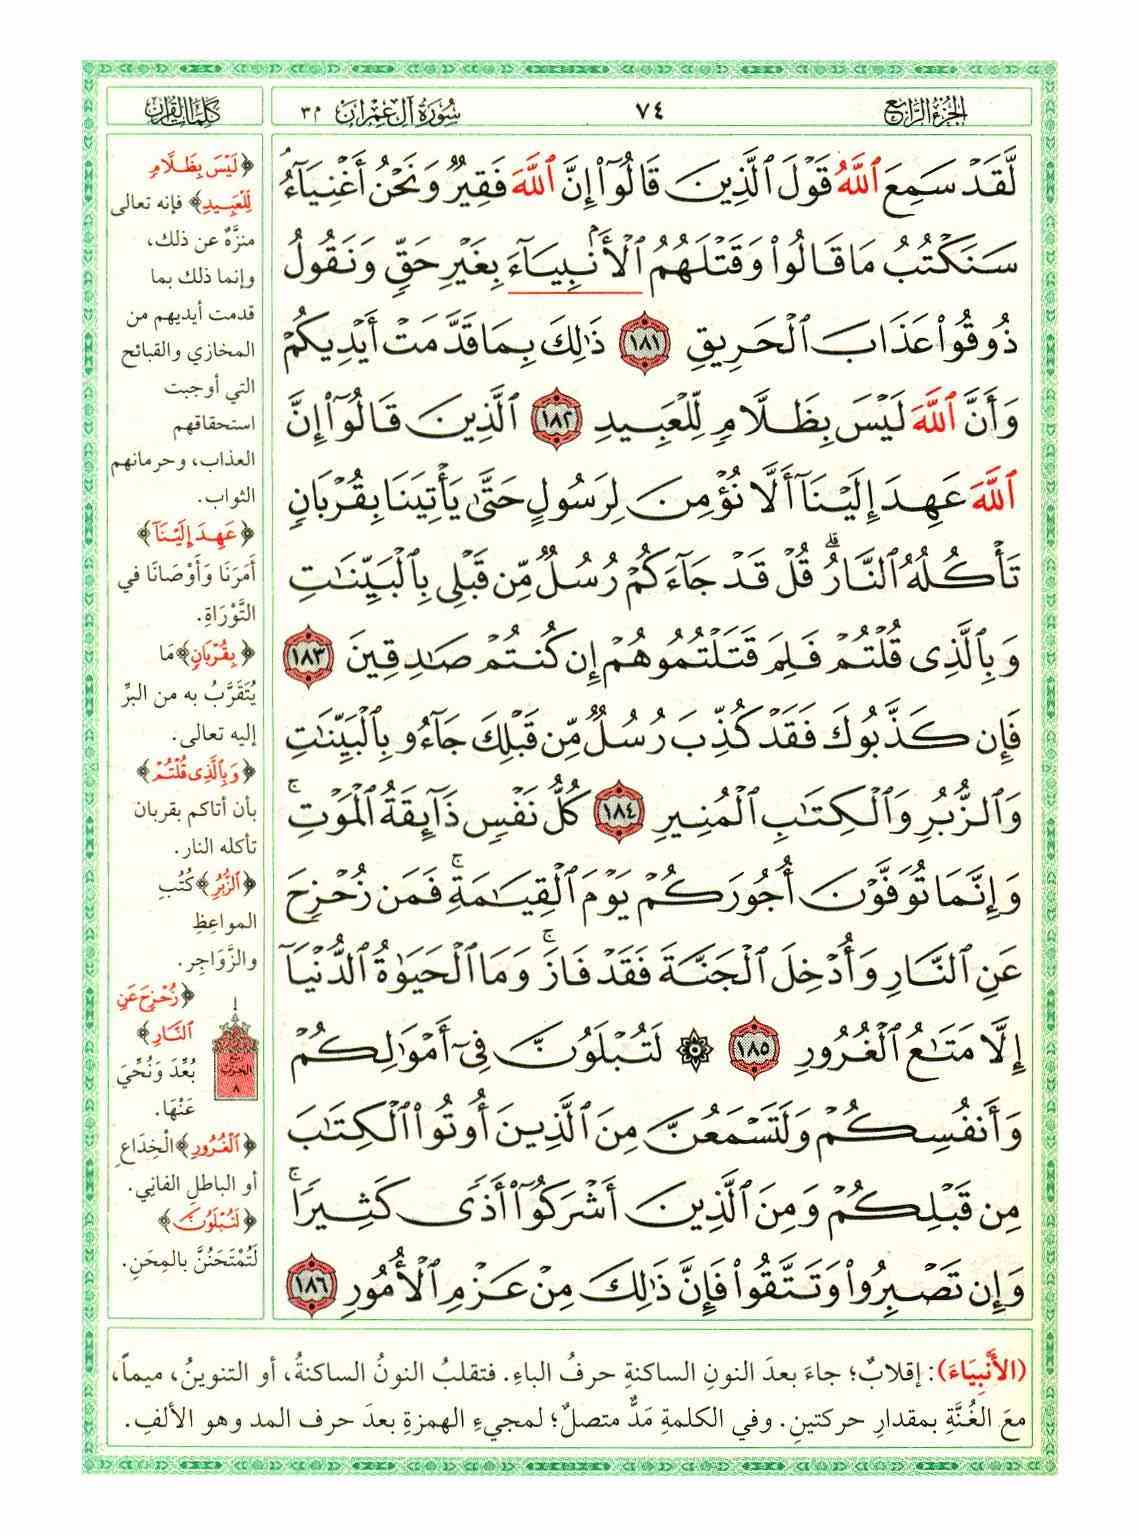 الجزء الرابع
٧٤
سورة آل عمران ٣م
كلمات القرآن
لَّقَدْ سَمِعَ ٱللَّهُ قَوْلَ ٱلَّذِينَ قَالُوٓا۟ إِنَّ ٱللَّهَ فَقِيرٌ وَنَحْنُ أَغْنِيَآءُ
سَنَكْتُبُ مَا قَالُوا۟ وَقَتْلَهُمُ ٱلْأَنۢبِيَآءَ بِغَيْرِ حَقٍّ وَنَقُولُ
ذُوقُوا۟ عَذَابَ ٱلْحَرِيقِ ١٨١ ذَٰلِكَ بِمَا قَدَّمَتْ أَيْدِيكُمْ
وَأَنَّ ٱللَّهَ لَيْسَ بِظَلَّامٍ لِّلْعَبِيدِ ١٨٢ ٱلَّذِينَ قَالُوٓا۟ إِنَّ
ٱللَّهَ عَهِدَ إِلَيْنَآ أَلَّا نُؤْمِنَ لِرَسُولٍ حَتَّىٰ يَأْتِيَنَا بِقُرْبَانٍ
تَأْكُلُهُ ٱلنَّارُ ۗ قُلْ قَدْ جَآءَكُمْ رُسُلٌ مِّن قَبْلِى بِٱلْبَيِّنَٰتِ
وَبِٱلَّذِى قُلْتُمْ فَلِمَ قَتَلْتُمُوهُمْ إِن كُنتُمْ صَٰدِقِينَ ١٨٣
فَإِن كَذَّبُوكَ فَقَدْ كُذِّبَ رُسُلٌ مِّن قَبْلِكَ جَآءُو بِٱلْبَيِّنَٰتِ
وَٱلزُّبُرِ وَٱلْكِتَٰبِ ٱلْمُنِيرِ ١٨٤ كُلُّ نَفْسٍ ذَآئِقَةُ ٱلْمَوْتِ ۗ
وَإِنَّمَا تُوَفَّوْنَ أُجُورَكُمْ يَوْمَ ٱلْقِيَٰمَةِ ۖ فَمَن زُحْزِحَ
عَنِ ٱلنَّارِ وَأُدْخِلَ ٱلْجَنَّةَ فَقَدْ فَازَ ۗ وَمَا ٱلْحَيَوٰةُ ٱلدُّنْيَآ
إِلَّا مَتَٰعُ ٱلْغُرُورِ ١٨٥ ۞ لَتُبْلَوُنَّ فِىٓ أَمْوَٰلِكُمْ
وَأَنفُسِكُمْ وَلَتَسْمَعُنَّ مِنَ ٱلَّذِينَ أُوتُوا۟ ٱلْكِتَٰبَ
مِن قَبْلِكُمْ وَمِنَ ٱلَّذِينَ أَشْرَكُوٓا۟ أَذًى كَثِيرًا ۚ
وَإِن تَصْبِرُوا۟ وَتَتَّقُوا۟ فَإِنَّ ذَٰلِكَ مِنْ عَزْمِ ٱلْأُمُورِ ١٨٦
﴿لَيْسَ بِظَلَّامٍ
لِّلْعَبِيدِ﴾ فإنه تعالى
منزَّهٌ عن ذلك،
وإنما ذلك بما
قدمت أيديهم من
المخازي والقبائح
التي أوجبت
استحقاقهم
العذاب، وحرمانهم
الثواب.
﴿عَهِدَ إِلَيْنَآ﴾
أَمَرَنَا وَأَوْصَانَا في
التَّوْرَاةِ.
﴿بِقُرْبَانٍ﴾ مَا
يُتَقَرَّبُ به من البرِّ
إليه تعالى.
﴿وَبِٱلَّذِى قُلْتُمْ﴾
بأن أتاكم بقربان
تأكله النار.
﴿ٱلزُّبُرِ﴾ كُتُبِ
المواعِظِ
والزَّوَاجِرِ.
﴿زُحْزِحَ عَنِ
ٱلنَّارِ﴾
بُعِّدَ وَنُحِّيَ
عَنْهَا.
ربع
الحزب
٨
﴿ٱلْغُرُورِ﴾ الْخِدَاعِ
أو الباطلِ الفانِي.
﴿لَتُبْلَوُنَّ﴾
لَتُمْتَحَنُنَّ بالمِحَنِ.
(الأَنۢبِيَاءَ): إقلابٌ؛ جاءَ بعدَ النونِ الساكنةِ حرفُ الباءِ. فتقلبُ النونُ الساكنةُ، أو التنوينُ، ميماً،
معَ الغُنَّةِ بمقدارِ حركتينِ. وفي الكلمةِ مَدٌّ متصلٌ؛ لمجيءِ الهمزةِ بعدَ حرف المد وهو الألفِ.